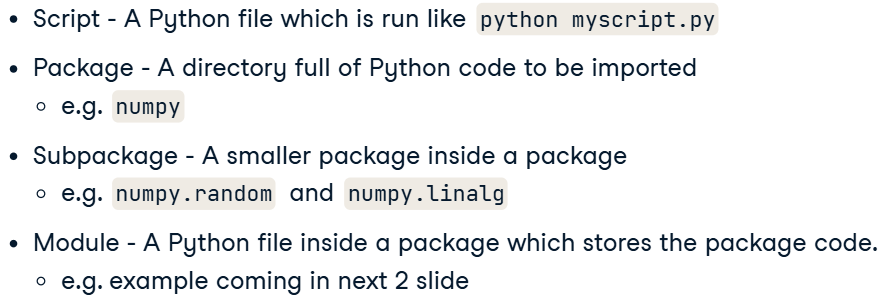 • Script - A Python file which is run like python myscript.py
• Package - A directory full of Python code to be imported
○ e.g. numpy
• Subpackage - A smaller package inside a package
○ e.g. numpy.random and numpy.linalg
• Module - A Python file inside a package which stores the package code.
○ e.g. example coming in next 2 slide